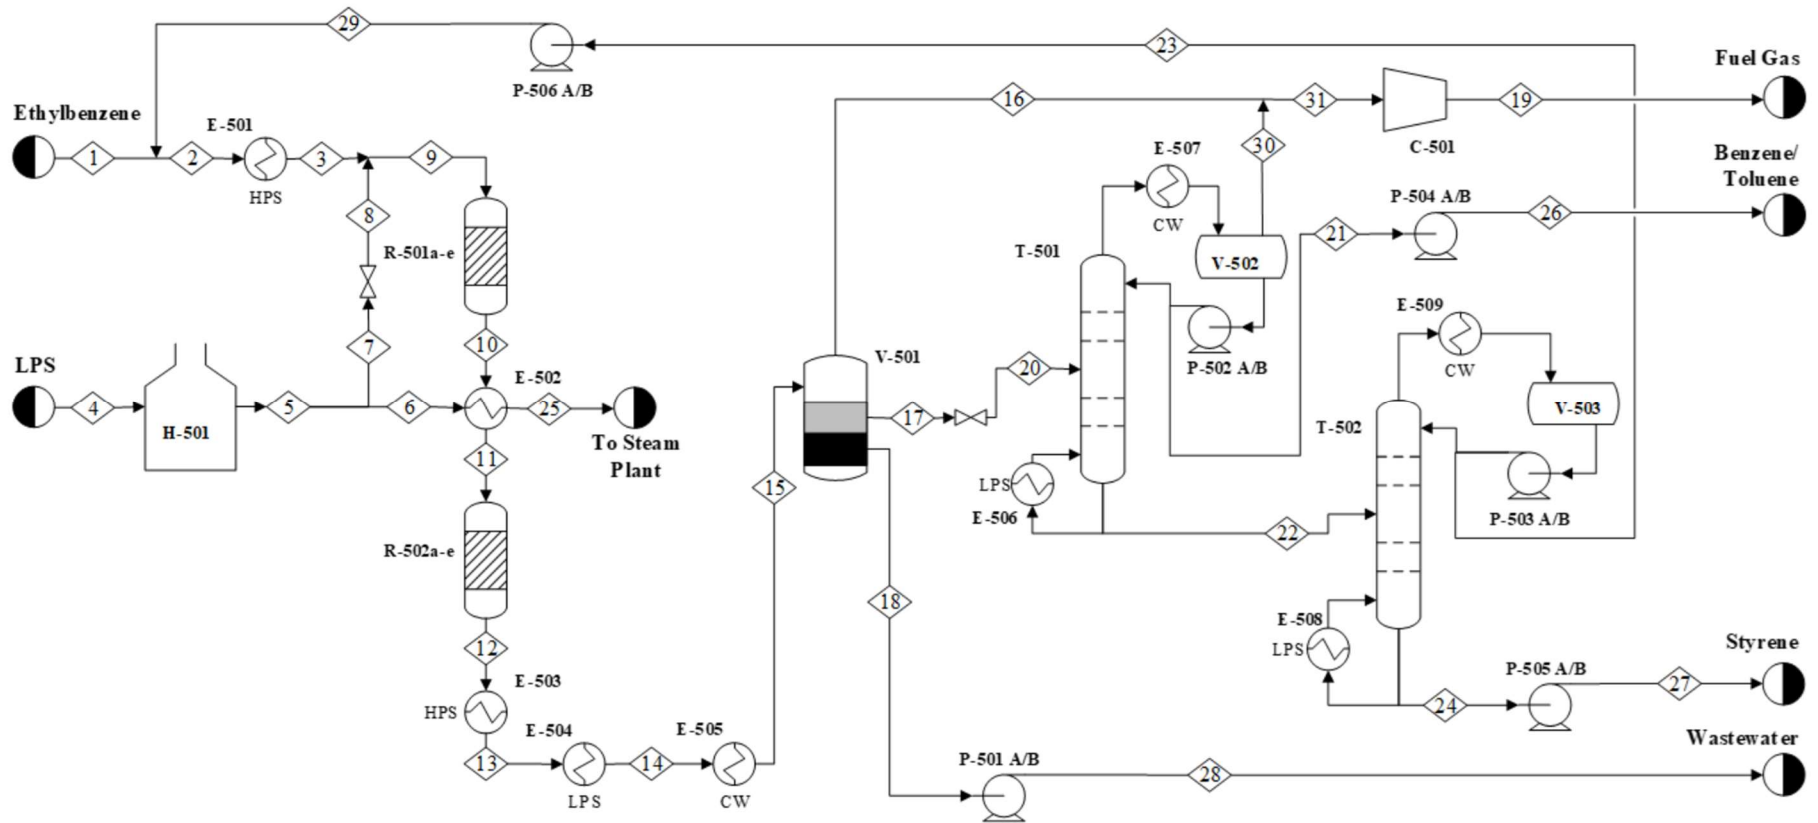 29
23
P-506 A/B
Fuel Gas
16
31
19
Ethylbenzene
E-501
30
C-501
1
2
3
9
HPS
E-507
Benzene/
Toluene
CW
P-504 A/B
26
8
R-501a-e
T-501
V-502
21
E-509
7
10
P-502 A/B
CW
LPS
E-502
V-501
20
4
5
6
25
H-501
To Steam
Plant
17
V-503
T-502
11
LPS
E-506
15
P-503 A/B
22
R-502a-e
18
E-508
LPS
12
Styrene
E-503
HPS
P-505 A/B
27
24
E-504
E-505
13
14
LPS
CW
P-501 A/B
28
Wastewater